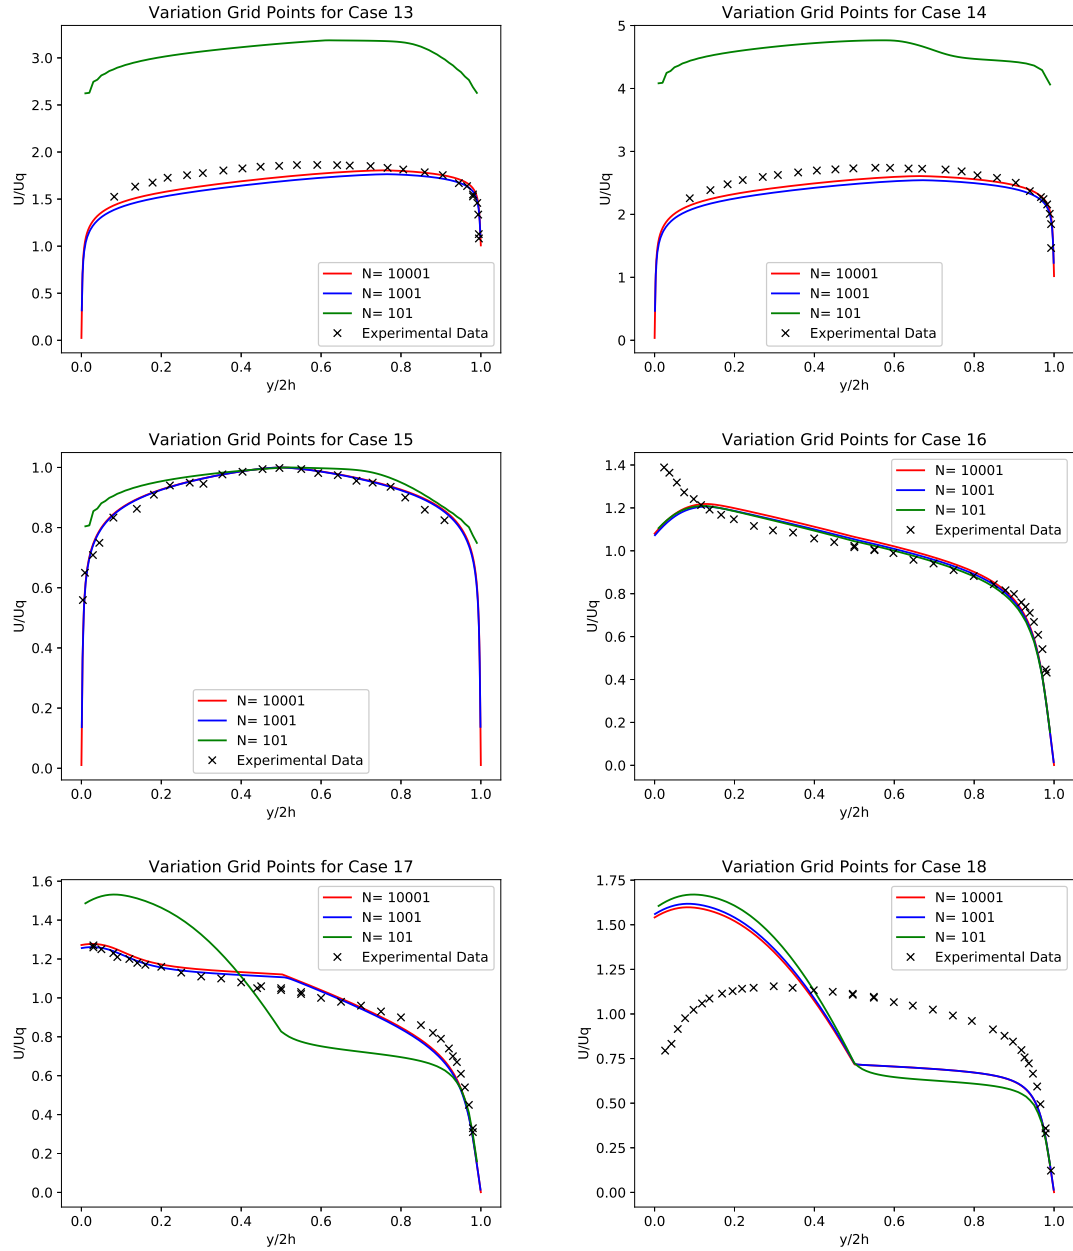 Variation Grid Points for Case 13
U/Uq
3.0
2.5
2.0
1.5
1.0
0.5
0.0
N= 10001
N= 1001
N= 101
Experimental Data
0.0 0.2 0.4 0.6 0.8 1.0
y/2h
Variation Grid Points for Case 14
U/Uq
5
4
3
2
1
0
N= 10001
N= 1001
N= 101
Experimental Data
0.0 0.2 0.4 0.6 0.8 1.0
y/2h
Variation Grid Points for Case 15
U/Uq
1.0
0.8
0.6
0.4
0.2
0.0
N= 10001
N= 1001
N= 101
Experimental Data
0.0 0.2 0.4 0.6 0.8 1.0
y/2h
Variation Grid Points for Case 16
U/Uq
1.4
1.2
1.0
0.8
0.6
0.4
0.2
0.0
N= 10001
N= 1001
N= 101
Experimental Data
0.0 0.2 0.4 0.6 0.8 1.0
y/2h
Variation Grid Points for Case 17
U/Uq
1.6
1.4
1.2
1.0
0.8
0.6
0.4
0.2
0.0
N= 10001
N= 1001
N= 101
Experimental Data
0.0 0.2 0.4 0.6 0.8 1.0
y/2h
Variation Grid Points for Case 18
U/Uq
1.75
1.50
1.25
1.00
0.75
0.50
0.25
0.00
N= 10001
N= 1001
N= 101
Experimental Data
0.0 0.2 0.4 0.6 0.8 1.0
y/2h